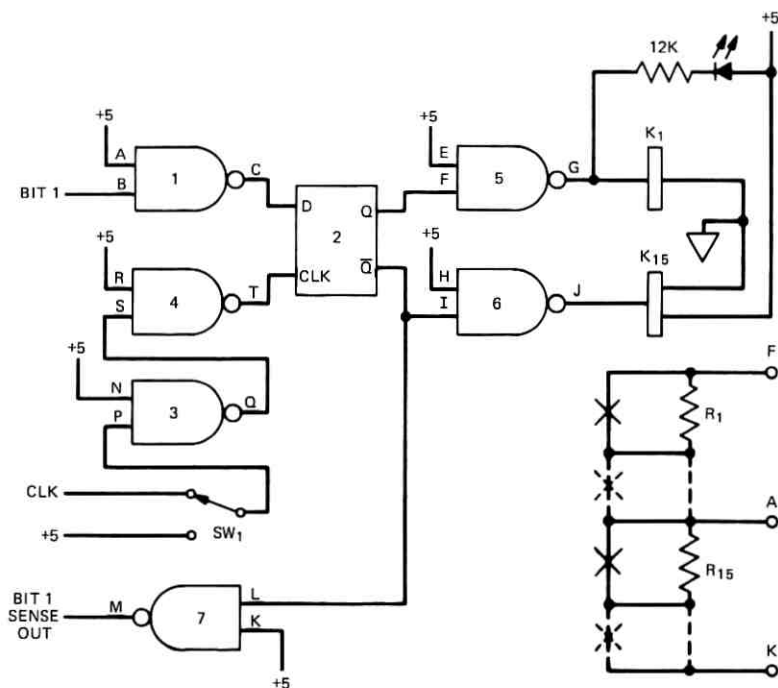 +5
12K
+5
+5
E
K1
A
C
5
G
1
F
BIT 1
B
D
Q
+5
2
+5
K15
R
Q̄
H
CLK
4
T
6
J
S
I
+5
F
N
Q
3
R1
P
CLK
A
SW1
+5
R15
BIT 1
SENSE
OUT
M
L
7
K
+5
K